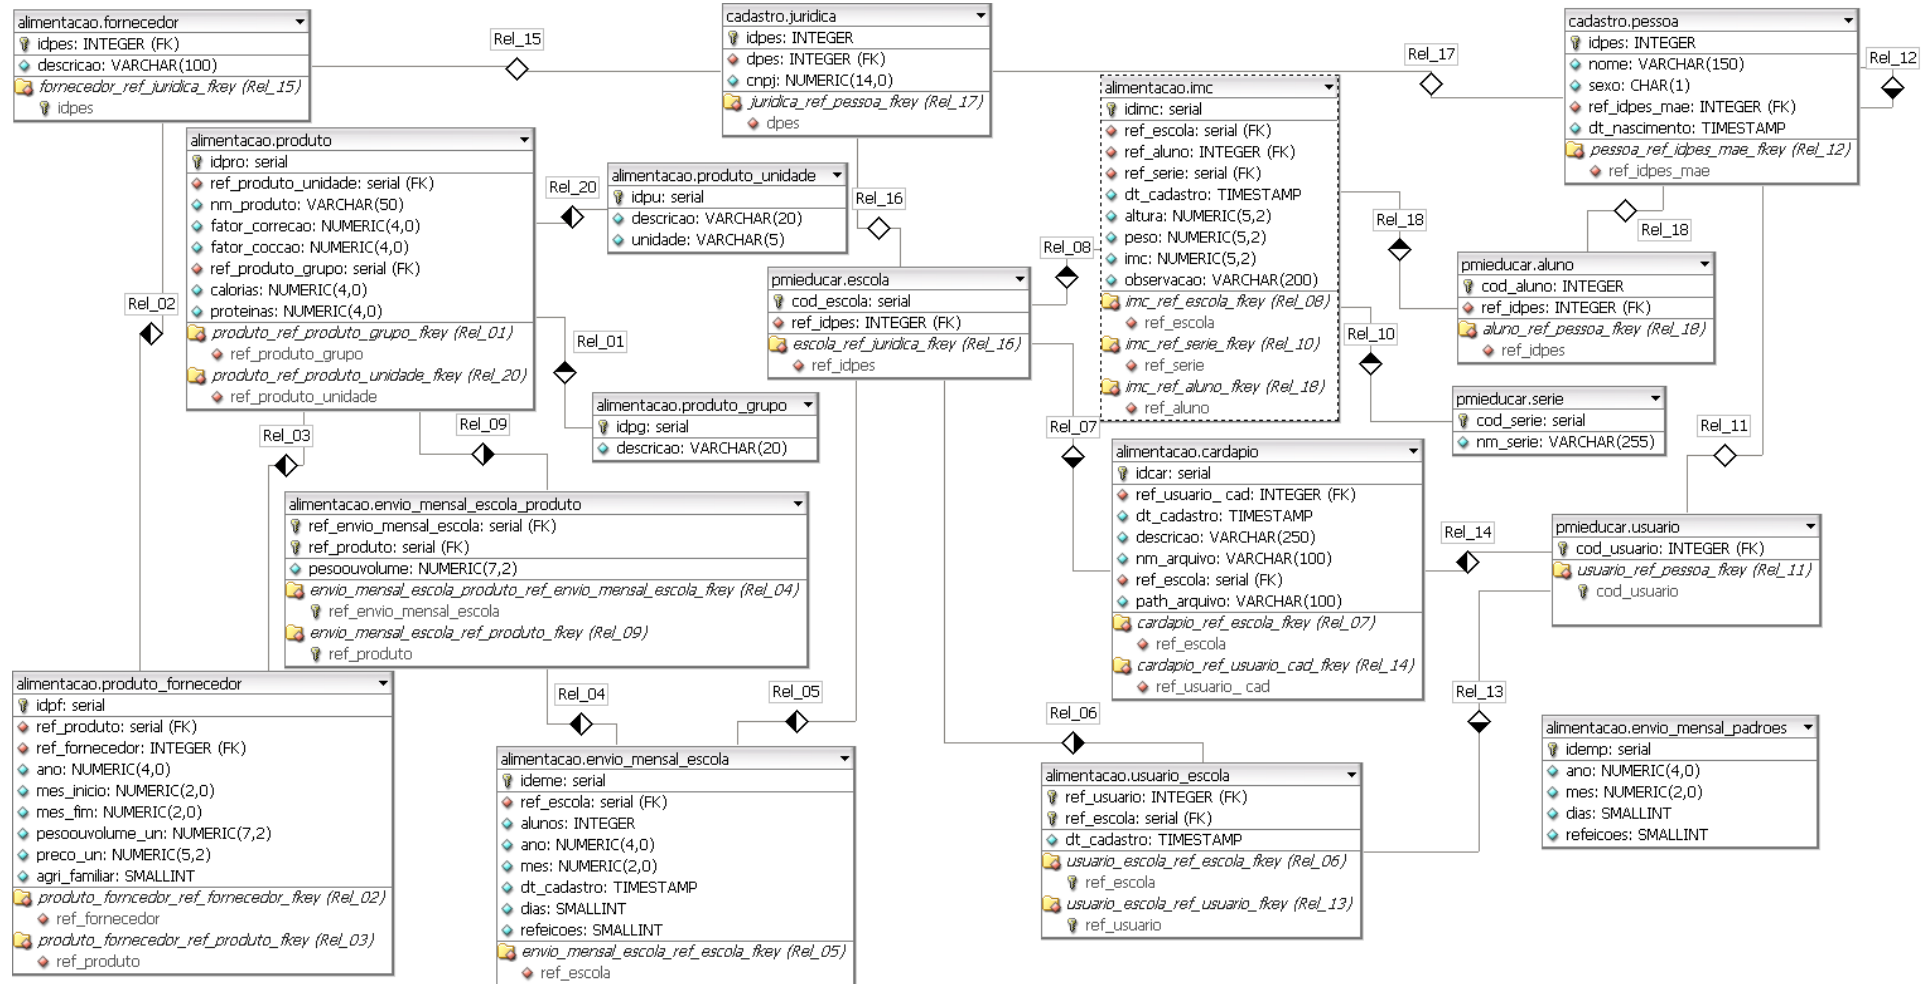 alimentacao.fornecedor
idpes: INTEGER (FK)
descricao: VARCHAR(100)
fornecedor_ref_juridica_fkey (Rel_15)
idpes
Rel_15
cadastro.juridica
idpes: INTEGER
dpes: INTEGER (FK)
cnpj: NUMERIC(14,0)
juridica_ref_pessoa_fkey (Rel_17)
dpes
Rel_17
cadastro.pessoa
idpes: INTEGER
nome: VARCHAR(150)
sexo: CHAR(1)
ref_idpes_mae: INTEGER (FK)
dt_nascimento: TIMESTAMP
pessoa_ref_idpes_mae_fkey (Rel_12)
ref_idpes_mae
Rel_12
alimentacao.produto
idpro: serial
ref_produto_unidade: serial (FK)
nm_produto: VARCHAR(50)
fator_correcao: NUMERIC(4,0)
fator_coccao: NUMERIC(4,0)
ref_produto_grupo: serial (FK)
calorias: NUMERIC(4,0)
proteinas: NUMERIC(4,0)
produto_ref_produto_grupo_fkey (Rel_01)
ref_produto_grupo
produto_ref_produto_unidade_fkey (Rel_20)
ref_produto_unidade
Rel_20
alimentacao.produto_unidade
idpu: serial
descricao: VARCHAR(20)
unidade: VARCHAR(5)
Rel_16
alimentacao.imc
idimc: serial
ref_escola: serial (FK)
ref_aluno: INTEGER (FK)
ref_serie: serial (FK)
dt_cadastro: TIMESTAMP
altura: NUMERIC(5,2)
peso: NUMERIC(5,2)
imc: NUMERIC(5,2)
observacao: VARCHAR(200)
imc_ref_escola_fkey (Rel_08)
ref_escola
imc_ref_serie_fkey (Rel_10)
ref_serie
imc_ref_aluno_fkey (Rel_18)
ref_aluno
Rel_18
Rel_18
Rel_08
pmieducar.escola
cod_escola: serial
ref_idpes: INTEGER (FK)
escola_ref_juridica_fkey (Rel_16)
ref_idpes
pmieducar.aluno
cod_aluno: INTEGER
ref_idpes: INTEGER (FK)
aluno_ref_pessoa_fkey (Rel_18)
ref_idpes
Rel_02
Rel_01
Rel_10
alimentacao.produto_grupo
idpg: serial
descricao: VARCHAR(20)
pmieducar.serie
cod_serie: serial
nm_serie: VARCHAR(255)
Rel_03
Rel_09
Rel_07
Rel_11
alimentacao.cardapio
idcar: serial
ref_usuario_ cad: INTEGER (FK)
dt_cadastro: TIMESTAMP
descricao: VARCHAR(250)
nm_arquivo: VARCHAR(100)
ref_escola: serial (FK)
path_arquivo: VARCHAR(100)
cardapio_ref_escola_fkey (Rel_07)
ref_escola
cardapio_ref_usuario_cad_fkey (Rel_14)
ref_usuario_ cad
alimentacao.envio_mensal_escola_produto
ref_envio_mensal_escola: serial (FK)
ref_produto: serial (FK)
pesoouvolume: NUMERIC(7,2)
envio_mensal_escola_produto_ref_envio_mensal_escola_fkey (Rel_04)
ref_envio_mensal_escola
envio_mensal_escola_ref_produto_fkey (Rel_09)
ref_produto
Rel_14
pmieducar.usuario
cod_usuario: INTEGER (FK)
usuario_ref_pessoa_fkey (Rel_11)
cod_usuario
alimentacao.produto_fornecedor
idpf: serial
ref_produto: serial (FK)
ref_fornecedor: INTEGER (FK)
ano: NUMERIC(4,0)
mes_inicio: NUMERIC(2,0)
mes_fim: NUMERIC(2,0)
pesoouvolume_un: NUMERIC(7,2)
preco_un: NUMERIC(5,2)
agri_familiar: SMALLINT
produto_forncedor_ref_fornecedor_fkey (Rel_02)
ref_fornecedor
produto_fornecedor_ref_produto_fkey (Rel_03)
ref_produto
Rel_04
Rel_05
Rel_06
Rel_13
alimentacao.envio_mensal_escola
ideme: serial
ref_escola: serial (FK)
alunos: INTEGER
ano: NUMERIC(4,0)
mes: NUMERIC(2,0)
dt_cadastro: TIMESTAMP
dias: SMALLINT
refeicoes: SMALLINT
envio_mensal_escola_ref_escola_fkey (Rel_05)
ref_escola
alimentacao.usuario_escola
ref_usuario: INTEGER (FK)
ref_escola: serial (FK)
dt_cadastro: TIMESTAMP
usuario_escola_ref_escola_fkey (Rel_06)
ref_escola
usuario_escola_ref_usuario_fkey (Rel_13)
ref_usuario
alimentacao.envio_mensal_padroes
idemp: serial
ano: NUMERIC(4,0)
mes: NUMERIC(2,0)
dias: SMALLINT
refeicoes: SMALLINT